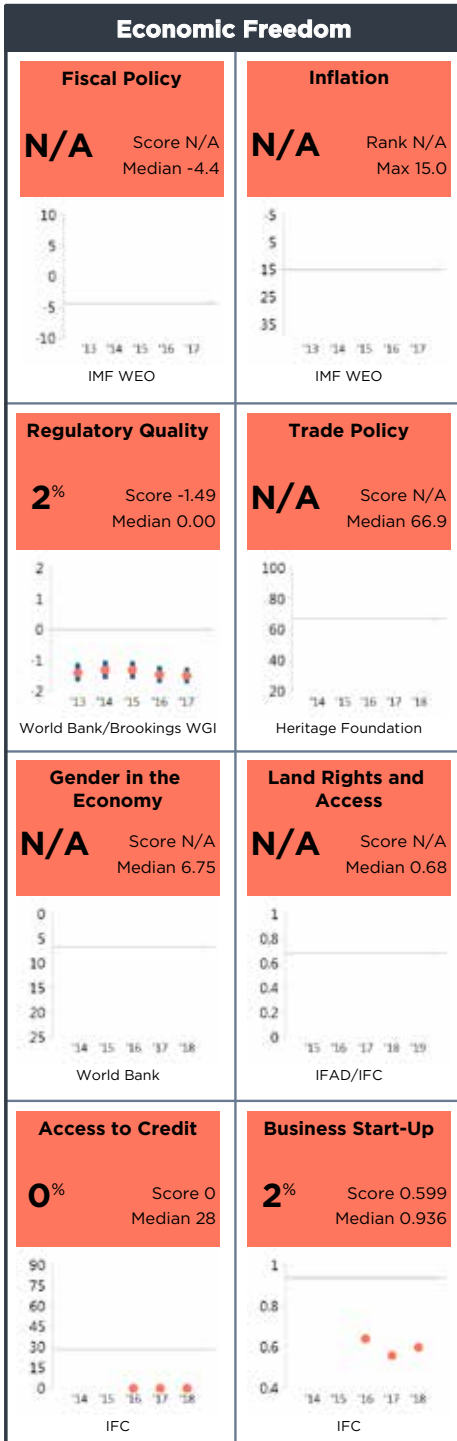 Economic Freedom
Fiscal Policy
N/A
Score N/A
Median -4.4
10
5
0
-5
-10
'13 '14 '15 '16 '17
IMF WEO
Inflation
N/A
Rank N/A
Max 15.0
-5
5
15
25
35
'13 '14 '15 '16 '17
IMF WEO
Regulatory Quality
2%
Score -1.49
Median 0.00
2
1
0
-1
-2
'13 '14 '15 '16 '17
World Bank/Brookings WGI
Trade Policy
N/A
Score N/A
Median 66.9
100
80
60
40
20
'14 '15 '16 '17 '18
Heritage Foundation
Gender in the
Economy
N/A
Score N/A
Median 6.75
0
5
10
15
20
25
'14 '15 '16 '17 '18
World Bank
Land Rights and
Access
N/A
Score N/A
Median 0.68
1
0.8
0.6
0.4
0.2
0
'15 '16 '17 '18 '19
IFAD/IFC
Access to Credit
0%
Score 0
Median 28
90
75
60
45
30
15
0
'14 '15 '16 '17 '18
IFC
Business Start-Up
2%
Score 0.599
Median 0.936
1
0.8
0.6
0.4
'14 '15 '16 '17 '18
IFC